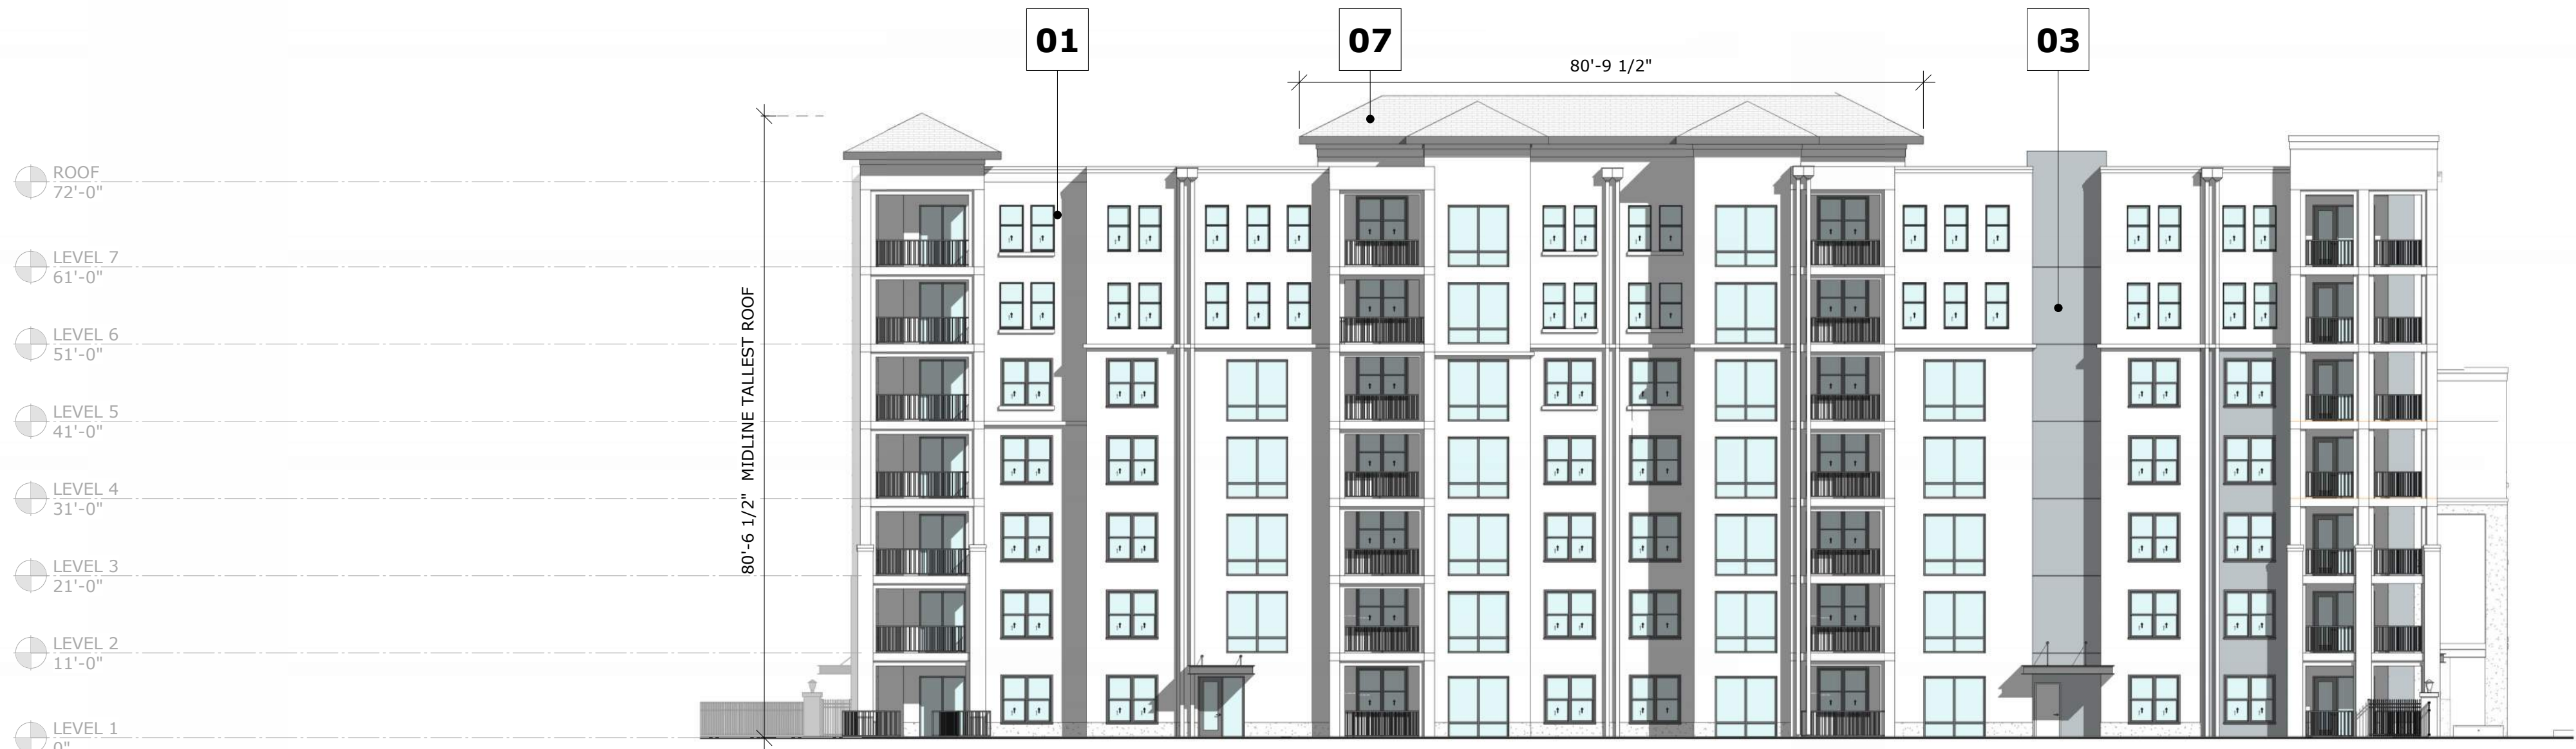 01
07
03
80'-9 1/2"
80'-6 1/2" MIDLINE TALLEST ROOF
ROOF
72'-0"
LEVEL 7
61'-0"
LEVEL 6
51'-0"
LEVEL 5
41'-0"
LEVEL 4
31'-0"
LEVEL 3
21'-0"
LEVEL 2
11'-0"
LEVEL 1
0"